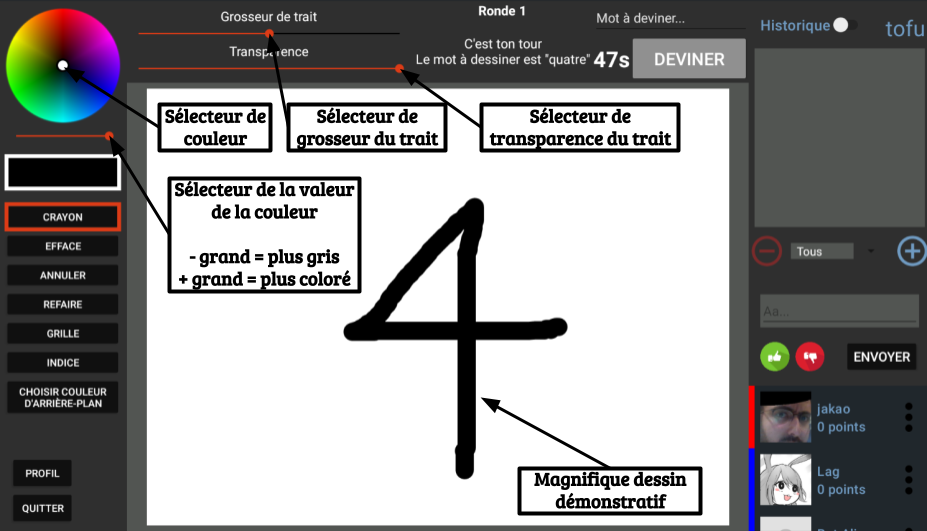 Grosseur de trait
Transparence
Ronde 1
C'est ton tour
Le mot à dessiner est "quatre"
47s
Mot à deviner...
DEVINER
Historique
tofu
Sélecteur de
couleur
Sélecteur de
grosseur du trait
Sélecteur de
transparence du trait
Sélecteur de la valeur
de la couleur
- grand = plus gris
+ grand = plus coloré
CRAYON
EFFACE
ANNULER
REFAIRE
GRILLE
INDICE
CHOISIR COULEUR
D'ARRIÈRE-PLAN
PROFIL
QUITTER
4
Magnifique dessin
démonstratif
Tous
Aa...
ENVOYER
jakao
0 points
Lag
0 points